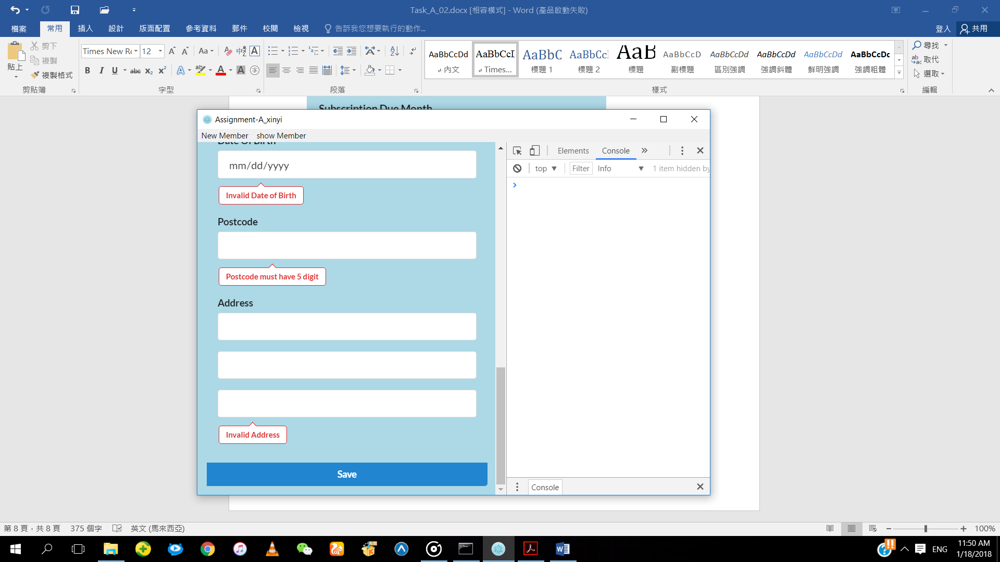 Task_A_02.docx [相容模式] - Word (產品啟動失敗)
檔案 常用 插入 設計 版面配置 參考資料 郵件 校閱 檢視 告訴我您想要執行的動作... 登入 共用
貼上 剪下 複製 複製格式
Times New Rc 12
Aa A A
B I U abc x₂ x² A ab A A 字
AaBbCcDd 內文
AaBbCcI Times...
AaBbC 標題 1
AaBbCcl 標題 2
AaB 標題
AaBbCcD 副標題
AaBbCcDd 區別強調
AaBbCcDd 強調斜體
AaBbCcDd 鮮明強調
AaBbCcDc 強調粗體
尋找
取代
選取
剪貼簿 字型 段落 樣式 編輯
Subscription Due Month
Assignment-A_xinyi
New Member show Member
Date Of Birth
mm/dd/yyyy
Invalid Date of Birth
Postcode
Postcode must have 5 digit
Address
Invalid Address
Save
Elements Console »
top Filter Info 1 item hidden by
Console
第 8 頁，共 8 頁 375 個字 英文 (馬來西亞) 100%
ENG
11:50 AM
1/18/2018